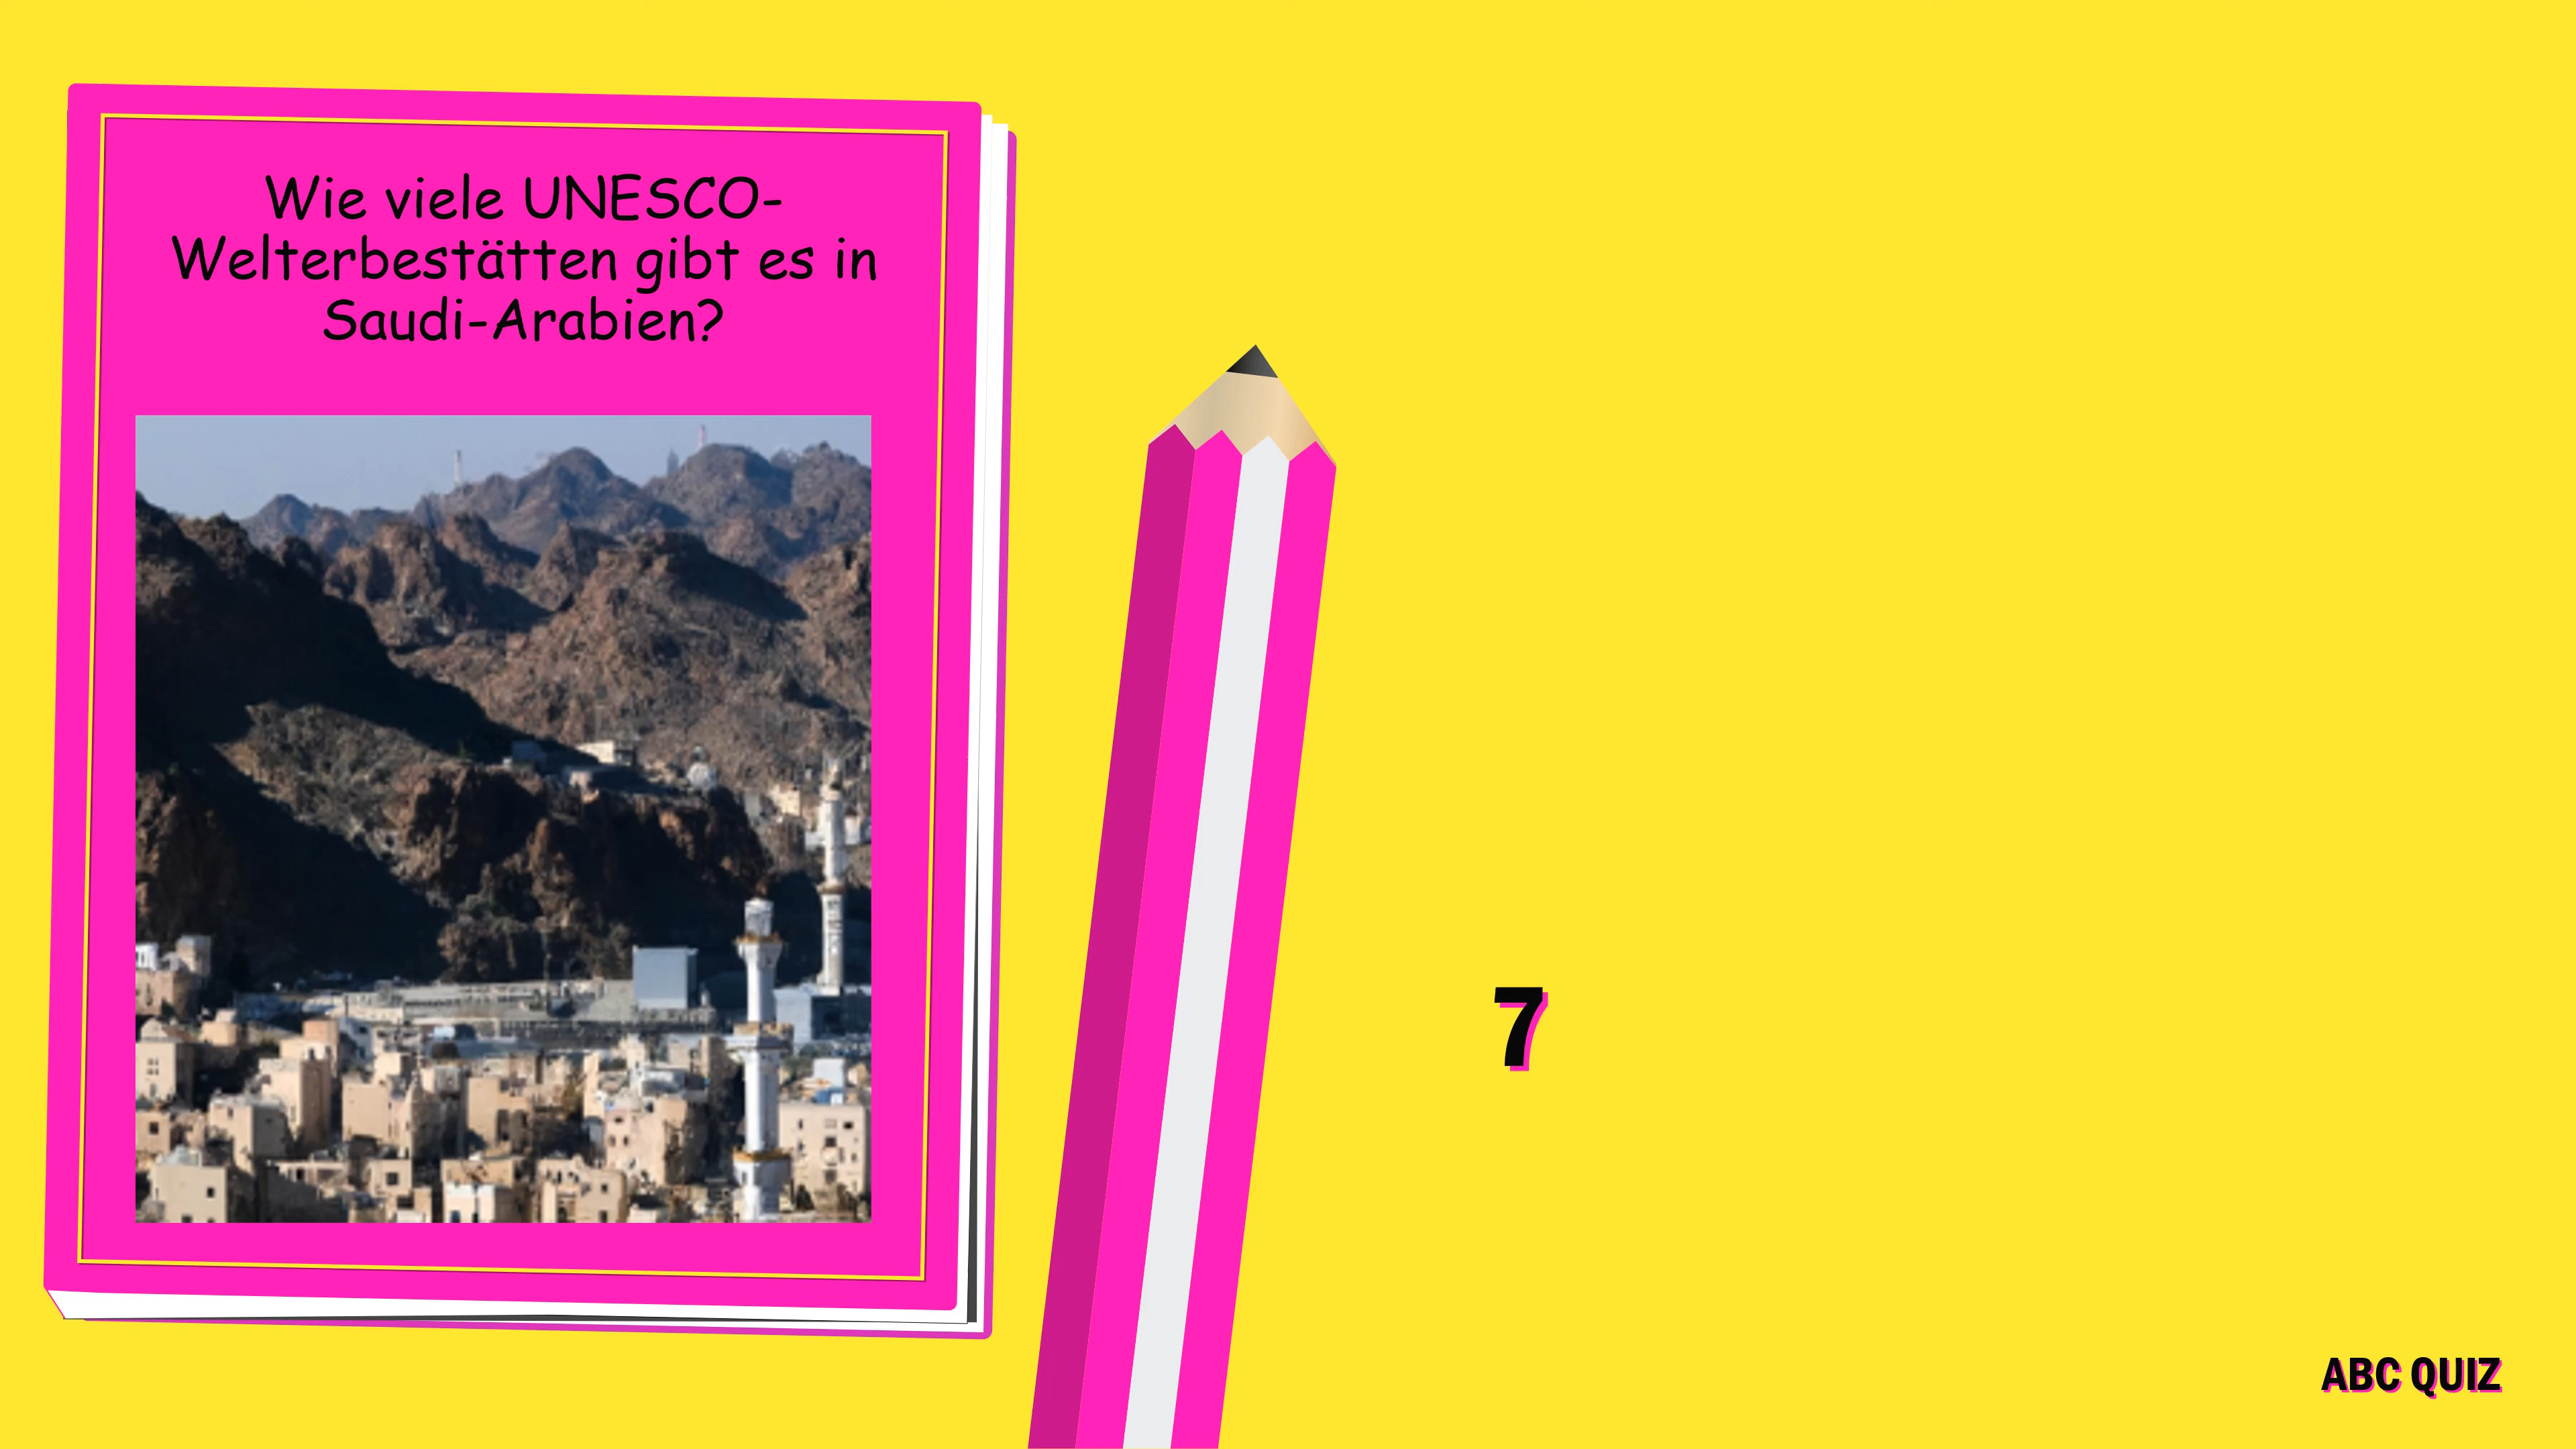 Wie viele UNESCO-
Welterbestätten gibt es in
Saudi-Arabien?
7
ABC QUIZ